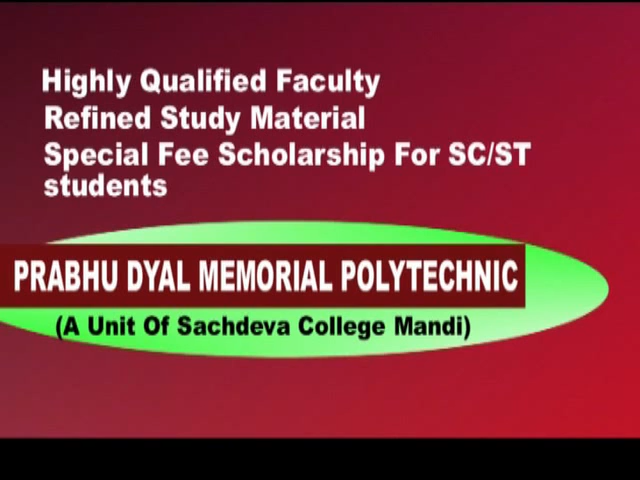 Highly Qualified Faculty
Refined Study Material
Special Fee Scholarship For SC/ST
students
PRABHU DYAL MEMORIAL POLYTECHNIC
(A Unit Of Sachdeva College Mandi)